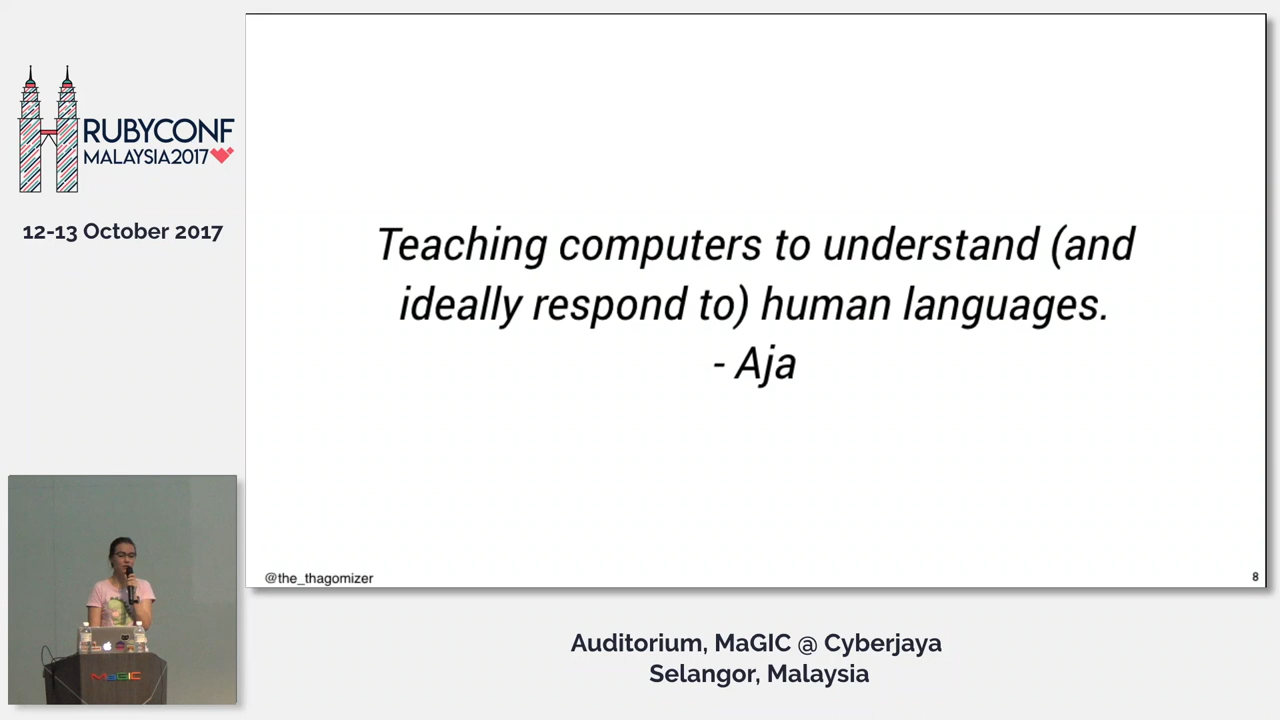 RUBYCONF
MALAYSIA2017
12-13 October 2017
Teaching computers to understand (and
ideally respond to) human languages.
- Aja
@the_thagomizer
8
MaGIC
Auditorium, MaGIC @ Cyberjaya
Selangor, Malaysia